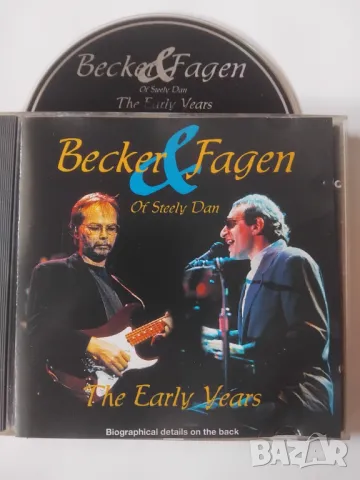 Becker & Fagen
Of Steely Dan
The Early Years
Becker & Fagen
Of Steely Dan
The Early Years
Biographical details on the back
BAZAR